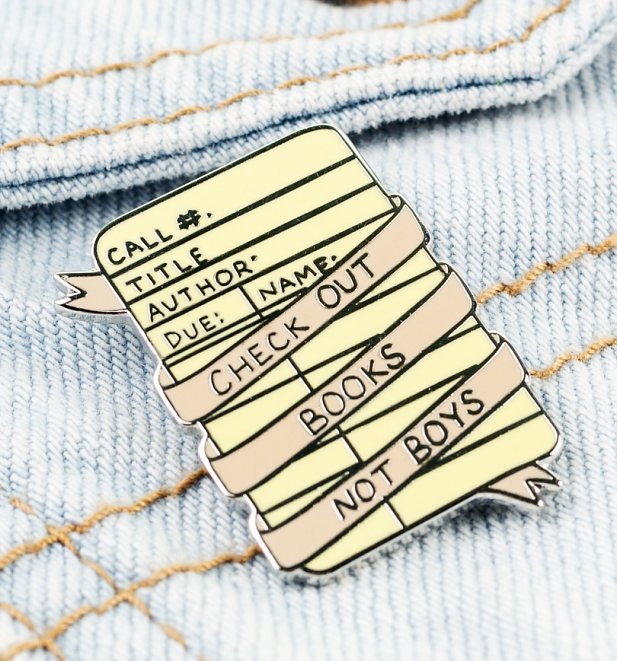 CALL #.
TITLE
AUTHOR.
DUE: NAME.
CHECK OUT
BOOKS
NOT BOYS